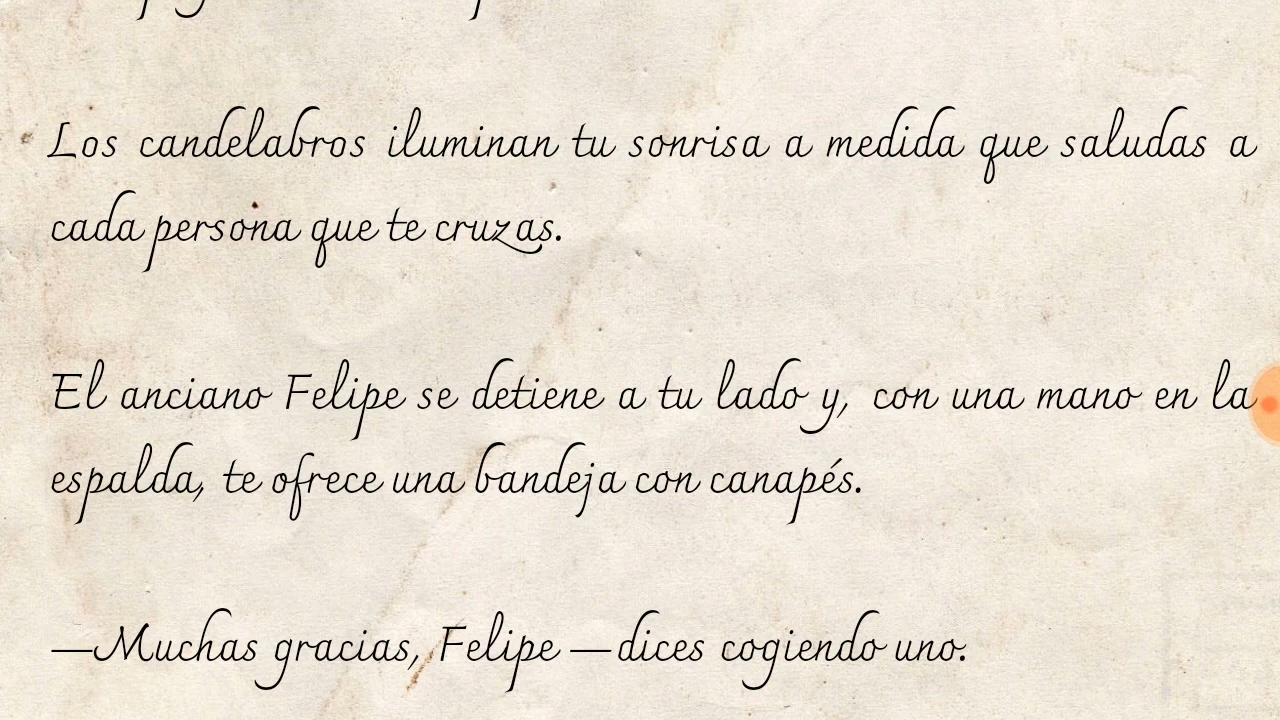 Los candelabros iluminan tu sonrisa a medida que saludas a
cada persona que te cruzas.
El anciano Felipe se detiene a tu lado y, con una mano en la
espalda, te ofrece una bandeja con canapés.
—Muchas gracias, Felipe —dices cogiendo uno.